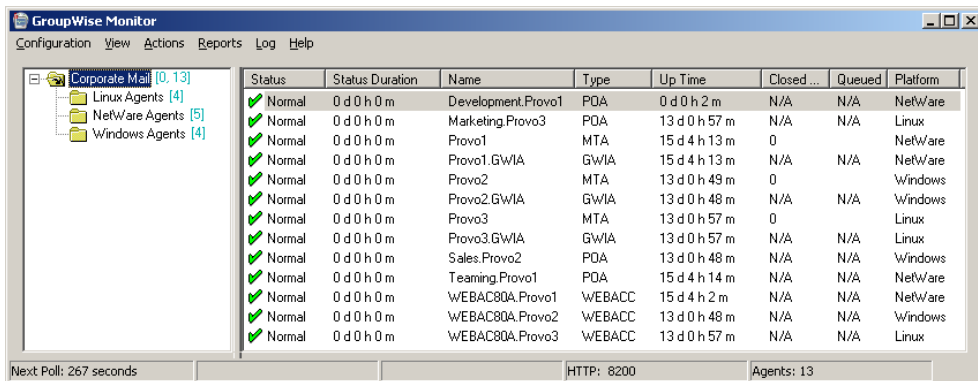 GroupWise Monitor
Configuration View Actions Reports Log Help
Corporate Mail [0, 13]
Linux Agents [4]
NetWare Agents [5]
Windows Agents [4]
Status Status Duration Name Type Up Time Closed ... Queued Platform
Normal 0 d 0 h 0 m Development.Provo1 POA 0 d 0 h 2 m N/A N/A NetWare
Normal 0 d 0 h 0 m Marketing.Provo3 POA 13 d 0 h 57 m N/A N/A Linux
Normal 0 d 0 h 0 m Provo1 MTA 15 d 4 h 13 m 0 NetWare
Normal 0 d 0 h 0 m Provo1.GWIA GWIA 15 d 4 h 13 m N/A N/A NetWare
Normal 0 d 0 h 0 m Provo2 MTA 13 d 0 h 49 m 0 Windows
Normal 0 d 0 h 0 m Provo2.GWIA GWIA 13 d 0 h 48 m N/A N/A Windows
Normal 0 d 0 h 0 m Provo3 MTA 13 d 0 h 57 m 0 Linux
Normal 0 d 0 h 0 m Provo3.GWIA GWIA 13 d 0 h 57 m N/A N/A Linux
Normal 0 d 0 h 0 m Sales.Provo2 POA 13 d 0 h 48 m N/A N/A Windows
Normal 0 d 0 h 0 m Teaming.Provo1 POA 15 d 4 h 14 m N/A N/A NetWare
Normal 0 d 0 h 0 m WEBAC80A.Provo1 WEBACC 15 d 4 h 2 m N/A N/A NetWare
Normal 0 d 0 h 0 m WEBAC80A.Provo2 WEBACC 13 d 0 h 48 m N/A N/A Windows
Normal 0 d 0 h 0 m WEBAC80A.Provo3 WEBACC 13 d 0 h 57 m N/A N/A Linux
Next Poll: 267 seconds HTTP: 8200 Agents: 13